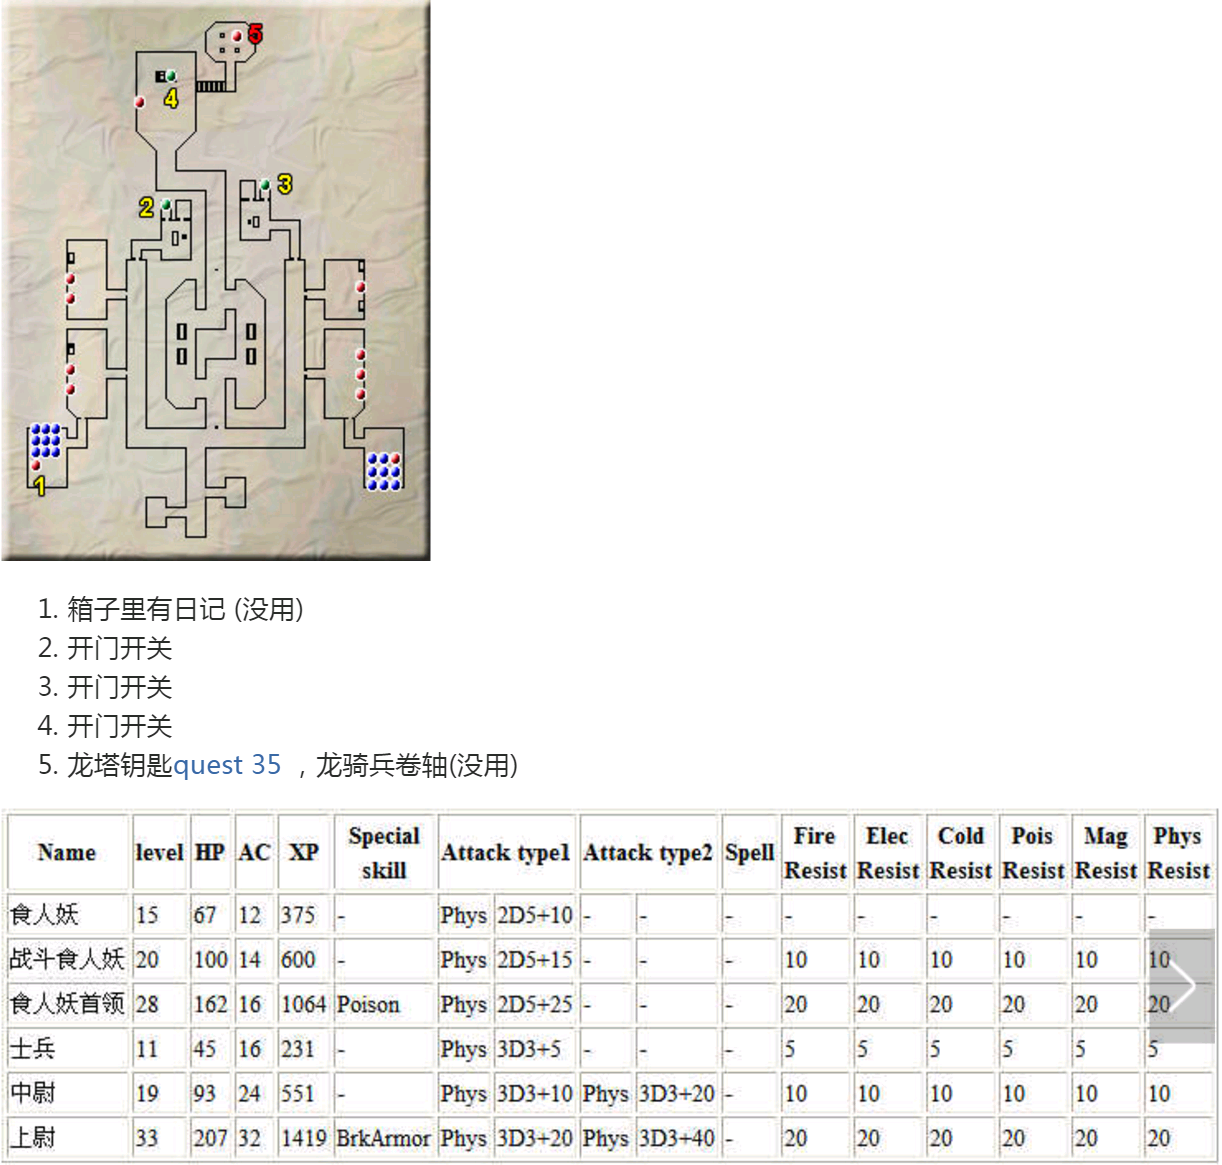 5
4
3
2
1
1. 箱子里有日记 (没用)
2. 开门开关
3. 开门开关
4. 开门开关
5. 龙塔钥匙quest 35 ，龙骑兵卷轴(没用)
Name level HP AC XP Special skill Attack type1 Attack type2 Spell Fire Resist Elec Resist Cold Resist Pois Resist Mag Resist Phys Resist
食人妖 15 67 12 375 - Phys 2D5+10 - - - - - - - - -
战斗食人妖 20 100 14 600 - Phys 2D5+15 - - - 10 10 10 10 10 10
食人妖首领 28 162 16 1064 Poison Phys 2D5+25 - - - 20 20 20 20 20 20
士兵 11 45 16 231 - Phys 3D3+5 - - - 5 5 5 5 5 5
中尉 19 93 24 551 - Phys 3D3+10 Phys 3D3+20 - 10 10 10 10 10 10
上尉 33 207 32 1419 BrkArmor Phys 3D3+20 Phys 3D3+40 - 20 20 20 20 20 20